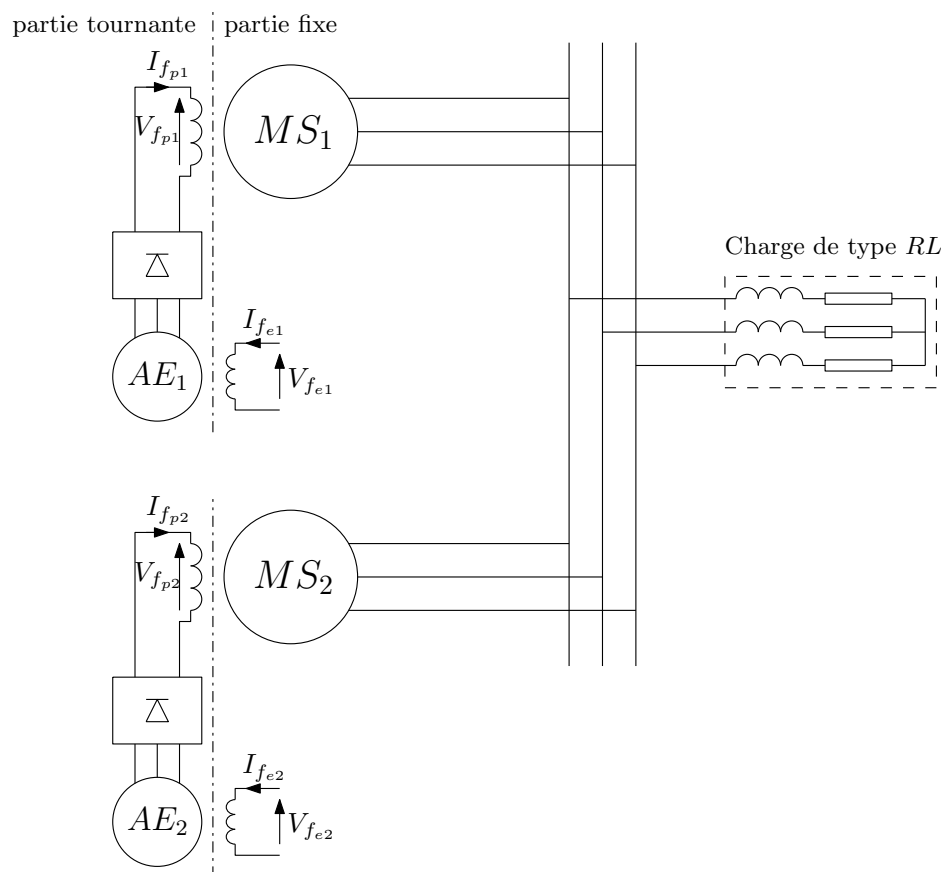 partie tournante
partie fixe
I_{f_{p1}}
V_{f_{p1}}
MS_1
Charge de type RL
I_{f_{e1}}
AE_1
V_{f_{e1}}
I_{f_{p2}}
V_{f_{p2}}
MS_2
I_{f_{e2}}
AE_2
V_{f_{e2}}